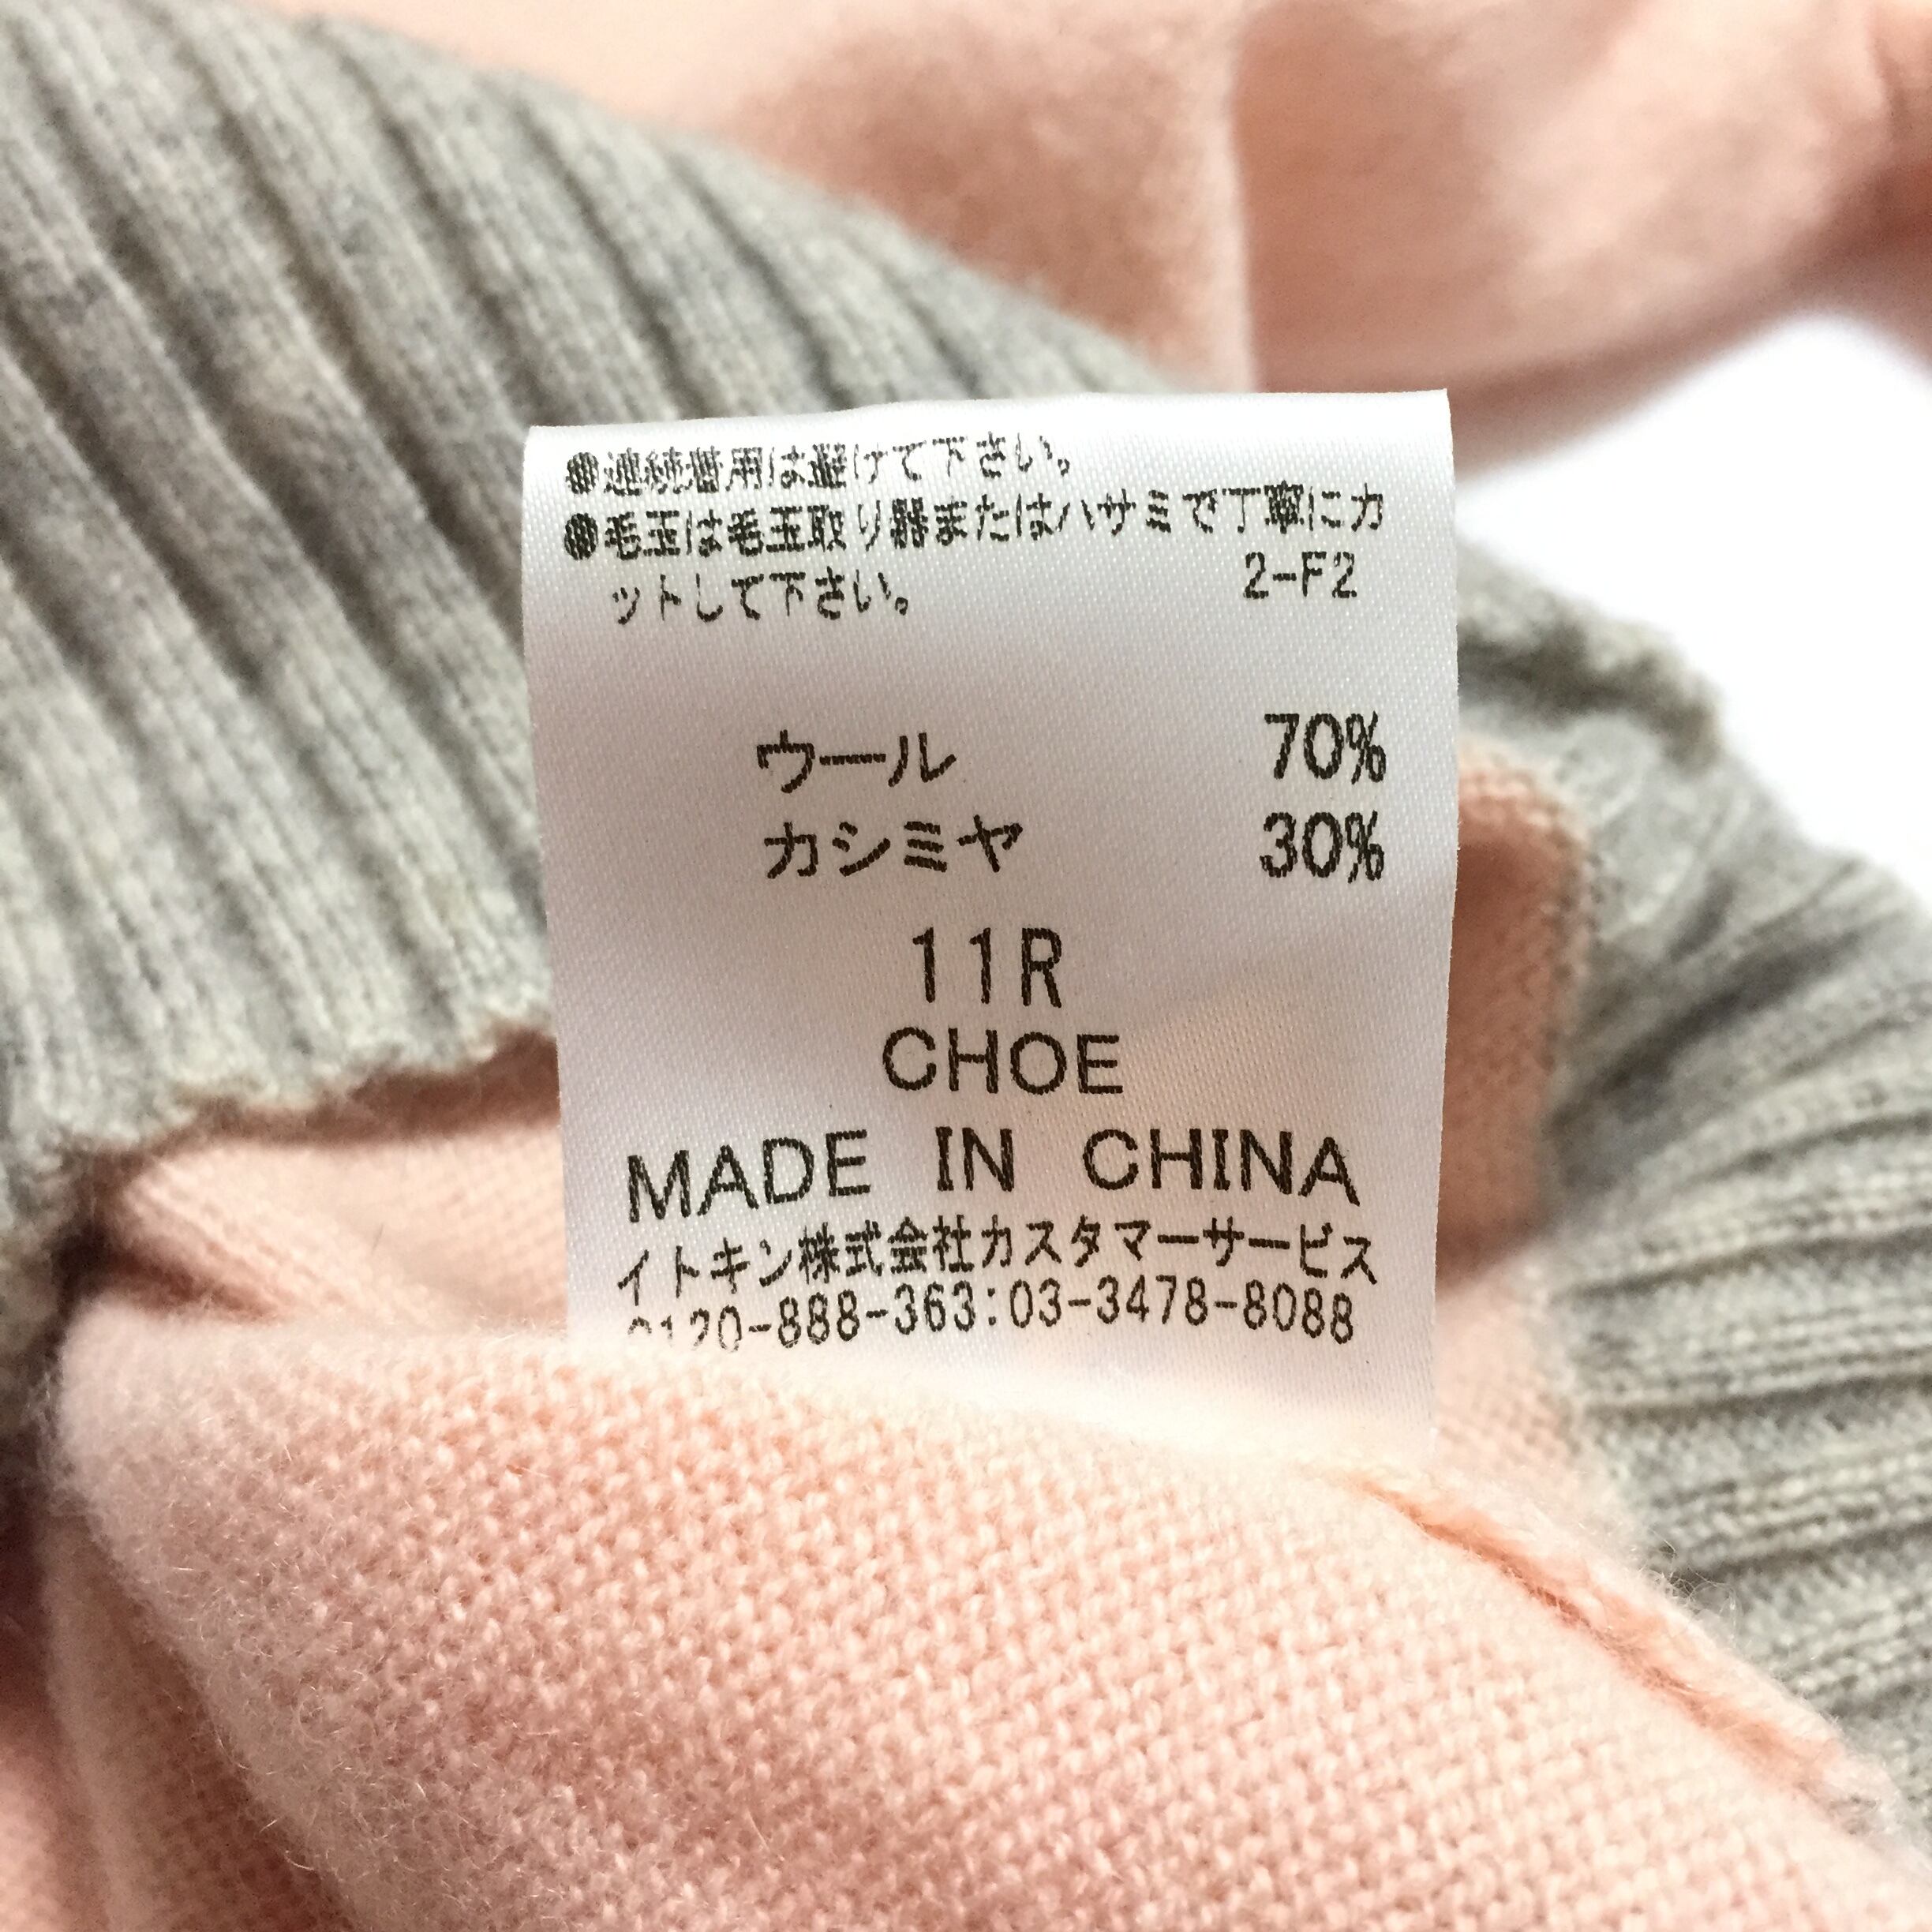 ●連続着用は避けて下さい。
●毛玉は毛玉取り器またはハサミで丁寧にカ
ットして下さい。 2-F2
ウール 70%
カシミヤ 30%
11R
CHOE
MADE IN CHINA
イトキン株式会社カスタマーサービス
0120-888-363:03-3478-8088